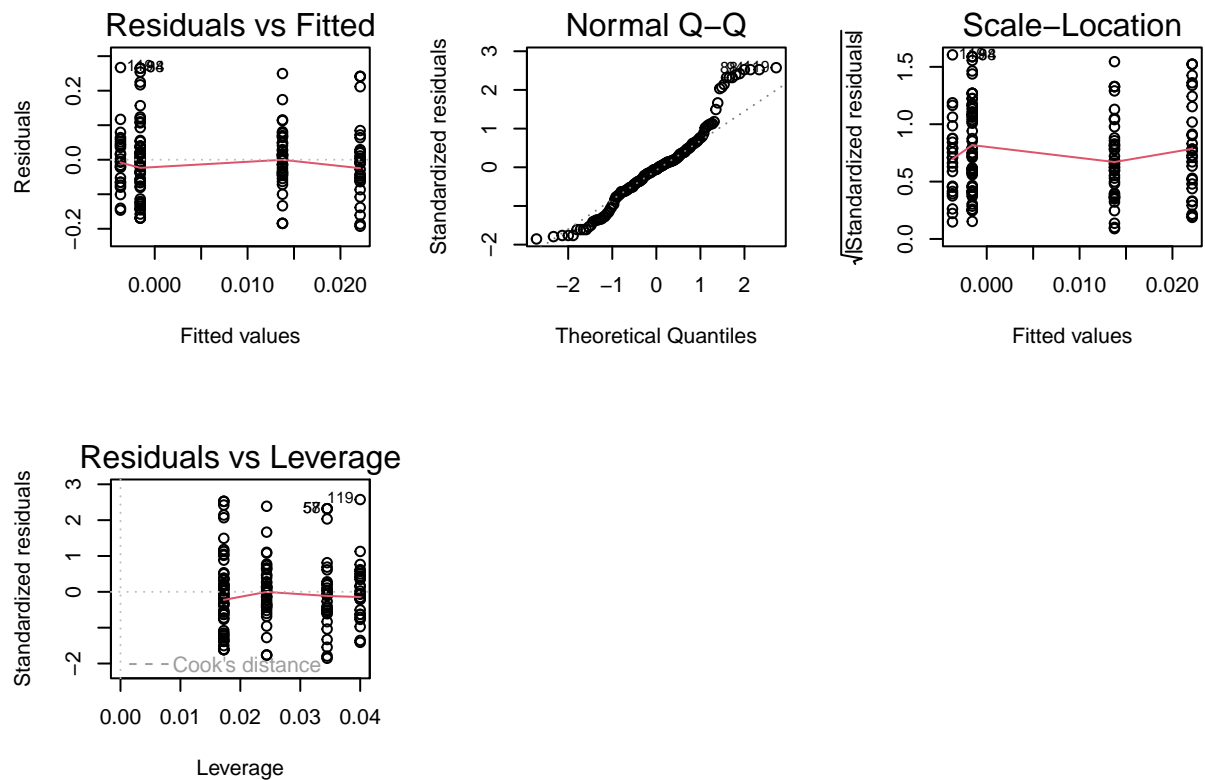 Residuals vs Fitted
Residuals
−0.2
0.0
0.2
0.000
0.010
0.020
Fitted values
Normal Q−Q
Standardized residuals
−2
−1
0
1
2
3
−2
−1
0
1
2
Theoretical Quantiles
Scale−Location
√|Standardized residuals|
0.0
0.5
1.0
1.5
0.000
0.010
0.020
Fitted values
Residuals vs Leverage
Standardized residuals
−2
0
1
2
3
119
Cook's distance
0.00
0.01
0.02
0.03
0.04
Leverage